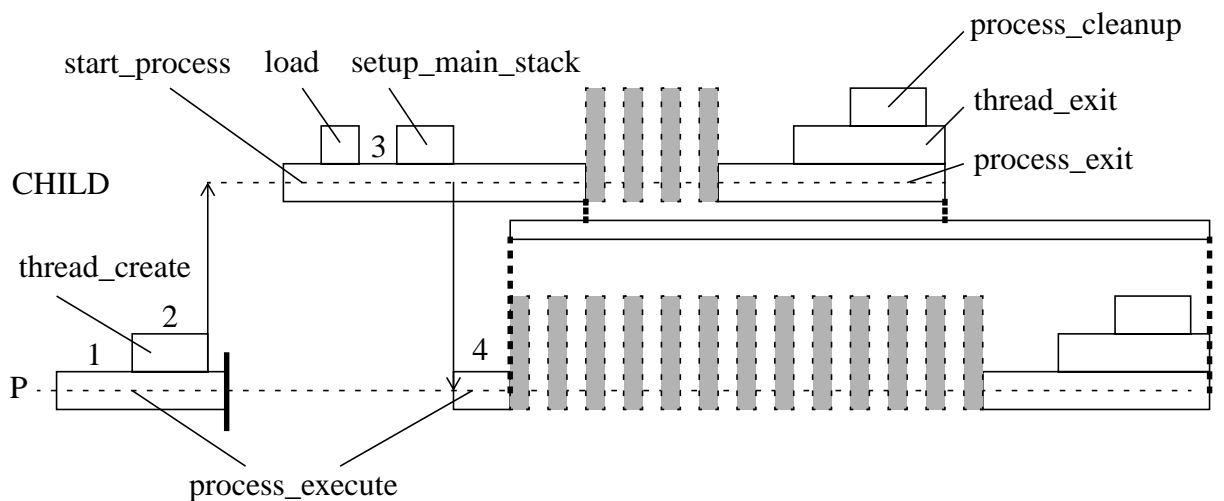 process_cleanup
start_process load setup_main_stack
thread_exit
3
process_exit
CHILD
thread_create
2
1 4
P
process_execute